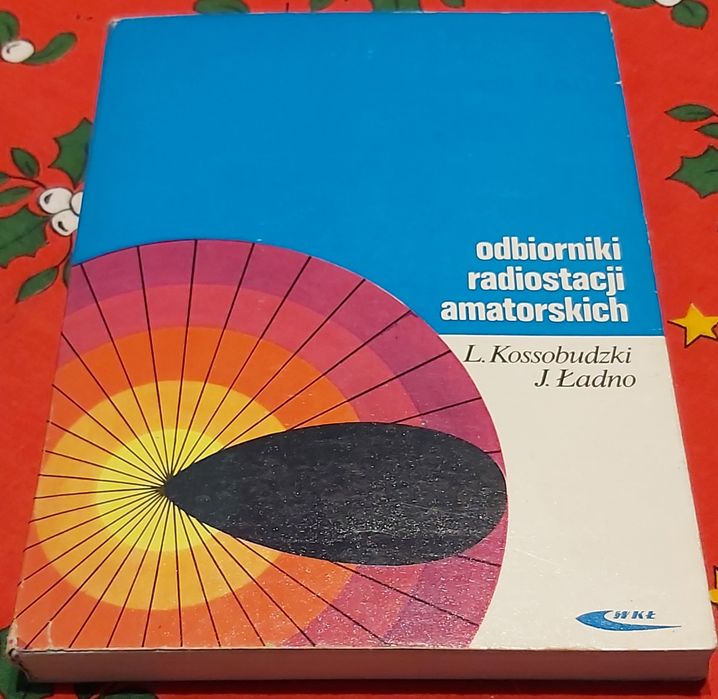 odbiorniki
radiostacji
amatorskich
L. Kossobudzki
J. Ładno
WKŁ